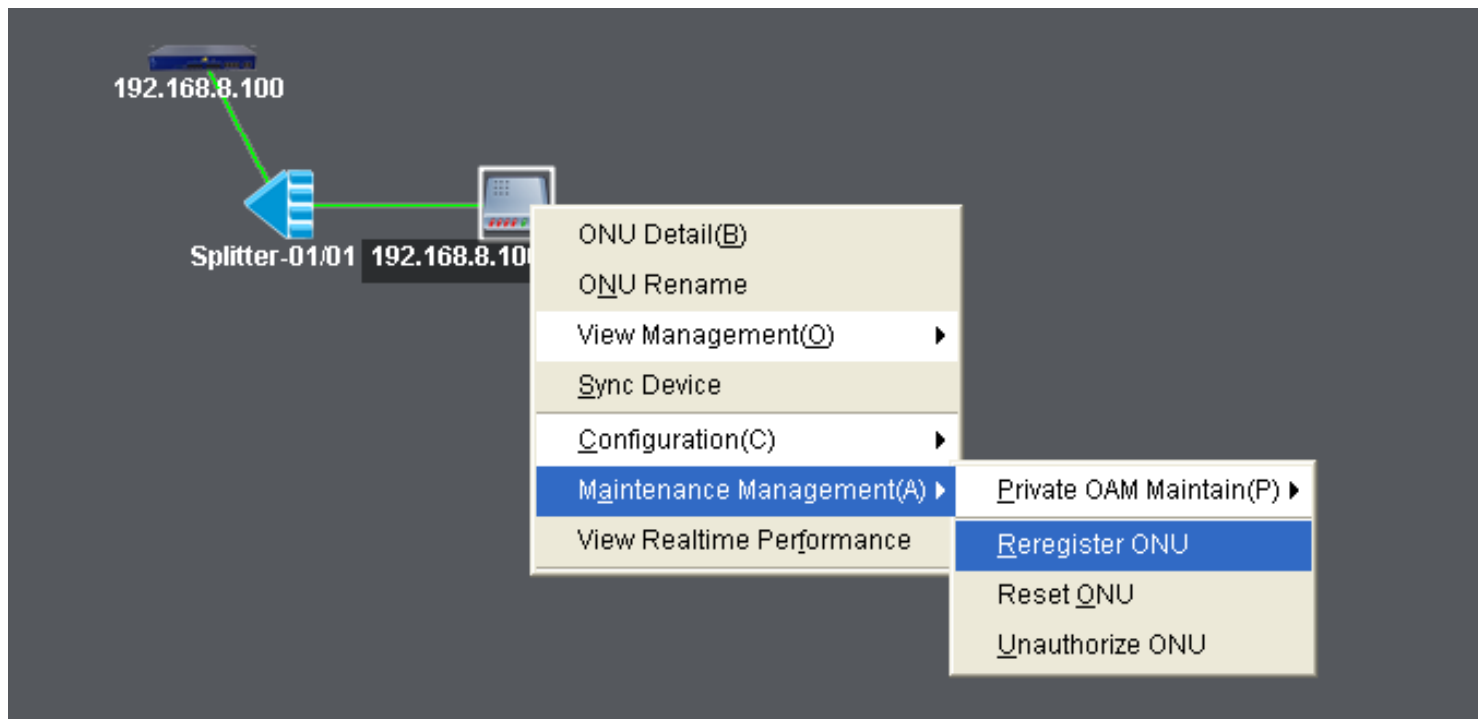 192.168.8.100
Splitter-01/01
192.168.8.10
ONU Detail(B)
ONU Rename
View Management(O)
Sync Device
Configuration(C)
Maintenance Management(A)
View Realtime Performance
Private OAM Maintain(P)
Reregister ONU
Reset ONU
Unauthorize ONU